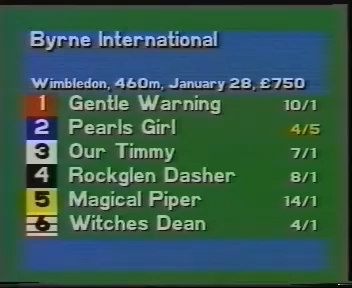 Byrne International
Wimbledon, 460m, January 28, £750
1 Gentle Warning 10/1
2 Pearls Girl 4/5
3 Our Timmy 7/1
4 Rockglen Dasher 8/1
5 Magical Piper 14/1
6 Witches Dean 4/1